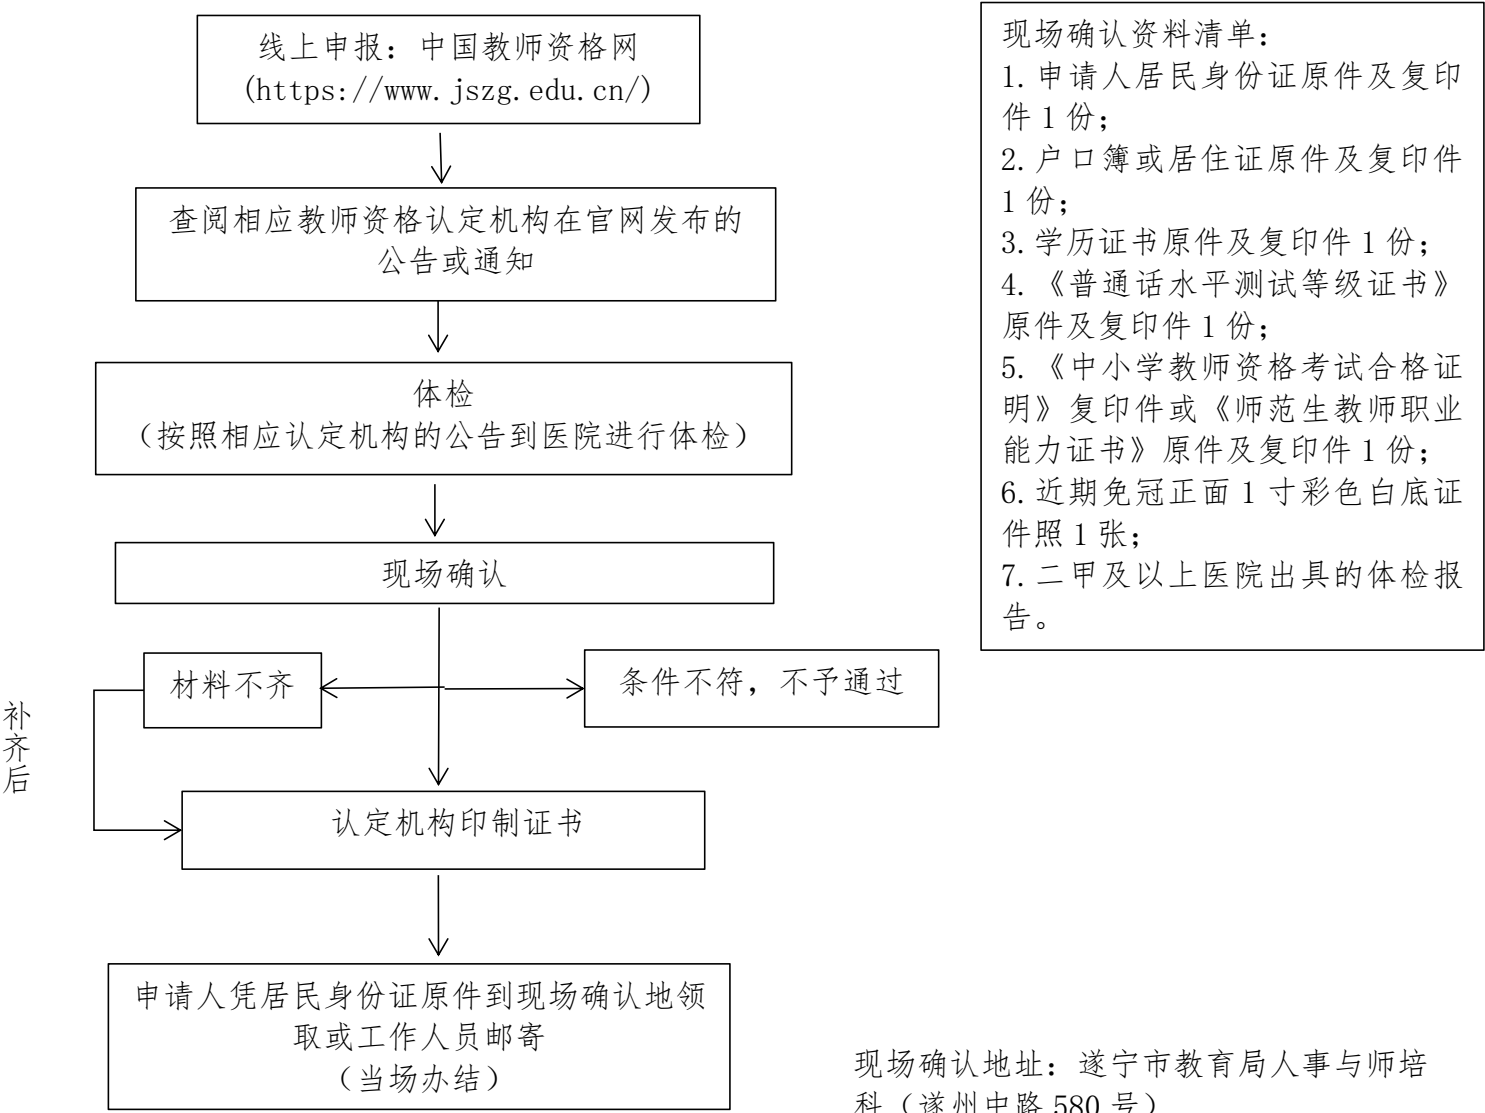 线上申报：中国教师资格网
(https://www.jszg.edu.cn/)
查阅相应教师资格认定机构在官网发布的
公告或通知
体检
（按照相应认定机构的公告到医院进行体检）
现场确认
材料不齐
条件不符，不予通过
补齐后
认定机构印制证书
申请人凭居民身份证原件到现场确认地领
取或工作人员邮寄
（当场办结）
现场确认资料清单：
1.申请人居民身份证原件及复印
件1份；
2.户口簿或居住证原件及复印件
1份；
3.学历证书原件及复印件1份；
4.《普通话水平测试等级证书》
原件及复印件1份；
5.《中小学教师资格考试合格证
明》复印件或《师范生教师职业
能力证书》原件及复印件1份；
6.近期免冠正面1寸彩色白底证
件照1张；
7.二甲及以上医院出具的体检报
告。
现场确认地址：遂宁市教育局人事与师培
科（遂州中路580号）